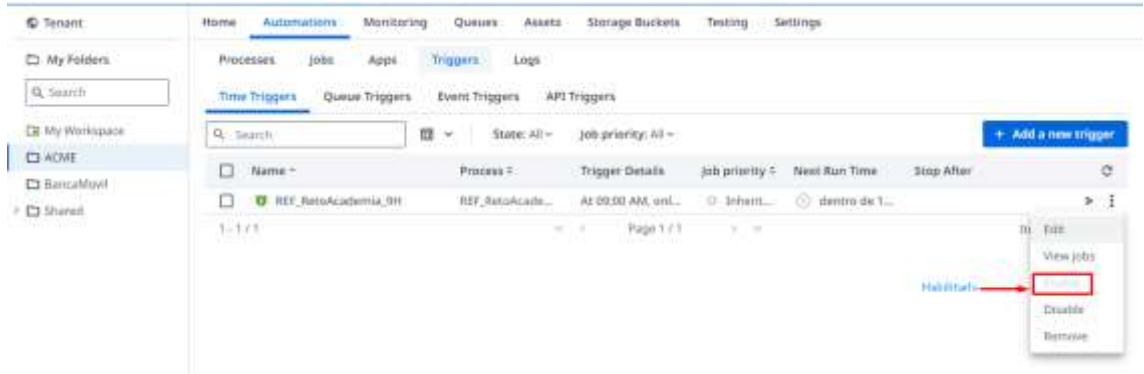 Tenant
Home Automations Monitoring Queues Assets Storage Buckets Testing Settings
My Folders
Processes Jobs Apps Triggers Logs
Search
Time Triggers Queue Triggers Event Triggers API Triggers
My Workspace
Search State: All Job priority: All + Add a new trigger
ACME
Name Process Trigger Details Job priority Next Run Time Stop After
BancaMovil
REF_RetoAcademia_9H REF_RetoAcade... At 09:00 AM, onl... Inherit... dentro de 1...
Shared
1 - 1 / 1 Page 1 / 1
Edit
View jobs
Enable
Disable
Remove